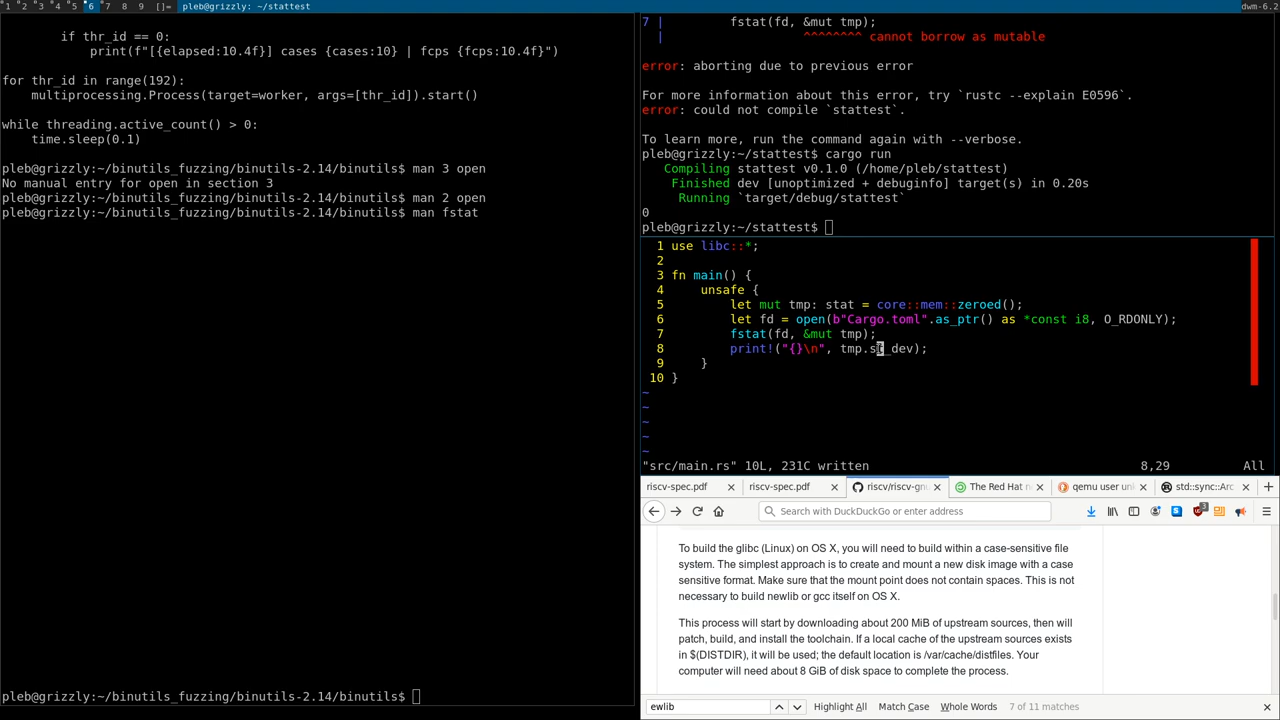 1 2 3 4 5 6 7 8 9 []= pleb@grizzly: ~/stattest dwm-6.2
        if thr_id == 0:
            print(f"[{elapsed:10.4f}] cases {cases:10} | fcps {fcps:10.4f}")
for thr_id in range(192):
    multiprocessing.Process(target=worker, args=[thr_id]).start()
while threading.active_count() > 0:
    time.sleep(0.1)
pleb@grizzly:~/binutils_fuzzing/binutils-2.14/binutils$ man 3 open
No manual entry for open in section 3
pleb@grizzly:~/binutils_fuzzing/binutils-2.14/binutils$ man 2 open
pleb@grizzly:~/binutils_fuzzing/binutils-2.14/binutils$ man fstat
pleb@grizzly:~/binutils_fuzzing/binutils-2.14/binutils$
7 |         fstat(fd, &mut tmp);
  |                   ^^^^^^^^ cannot borrow as mutable
error: aborting due to previous error
For more information about this error, try `rustc --explain E0596`.
error: could not compile `stattest`.
To learn more, run the command again with --verbose.
pleb@grizzly:~/stattest$ cargo run
   Compiling stattest v0.1.0 (/home/pleb/stattest)
    Finished dev [unoptimized + debuginfo] target(s) in 0.20s
     Running `target/debug/stattest`
0
pleb@grizzly:~/stattest$
1 use libc::*;
2
3 fn main() {
4     unsafe {
5         let mut tmp: stat = core::mem::zeroed();
6         let fd = open(b"Cargo.toml".as_ptr() as *const i8, O_RDONLY);
7         fstat(fd, &mut tmp);
8         print!("{}\n", tmp.st_dev);
9     }
10 }
~
~
~
~
~
"src/main.rs" 10L, 231C written 8,29 All
riscv-spec.pdf riscv-spec.pdf riscv/riscv-gnu The Red Hat n qemu user un std::sync::Arc
Search with DuckDuckGo or enter address
3
To build the glibc (Linux) on OS X, you will need to build within a case-sensitive file
system. The simplest approach is to create and mount a new disk image with a case
sensitive format. Make sure that the mount point does not contain spaces. This is not
necessary to build newlib or gcc itself on OS X.
This process will start by downloading about 200 MiB of upstream sources, then will
patch, build, and install the toolchain. If a local cache of the upstream sources exists
in $(DISTDIR), it will be used; the default location is /var/cache/distfiles. Your
computer will need about 8 GiB of disk space to complete the process.
ewlib Highlight All Match Case Whole Words 7 of 11 matches